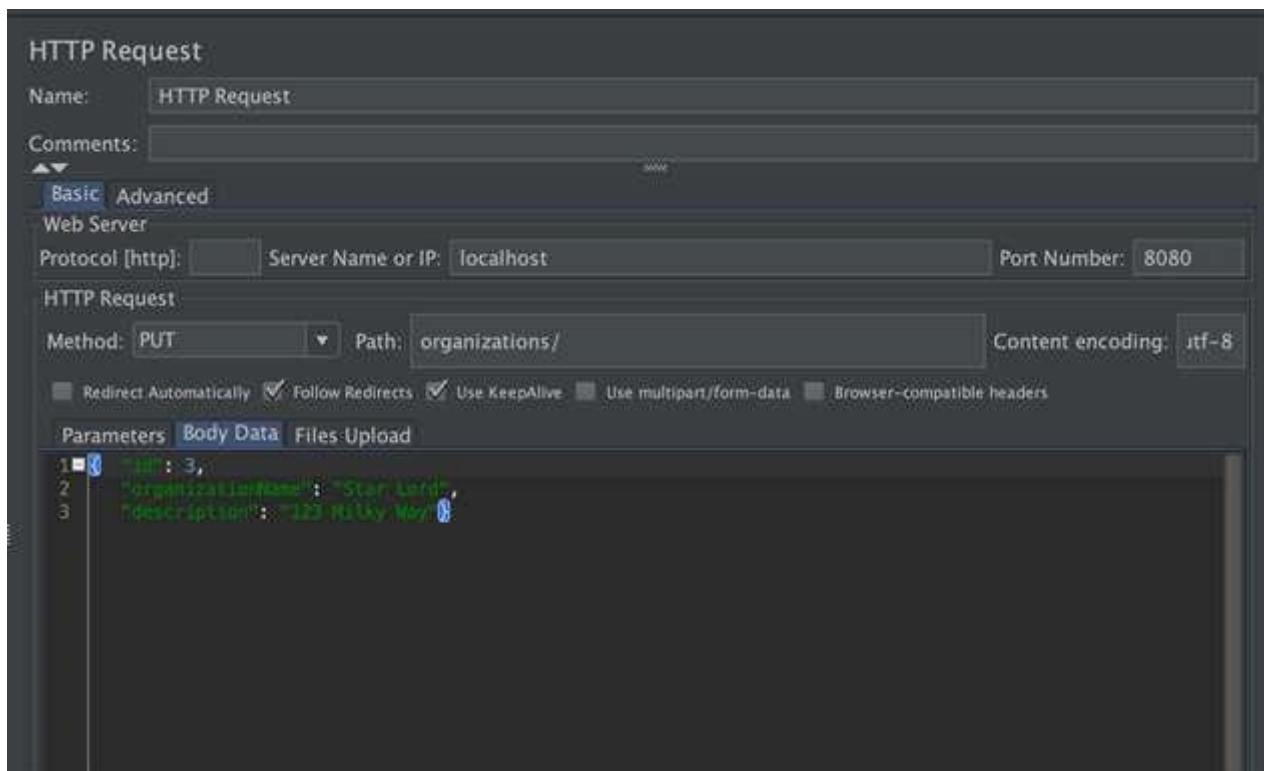 HTTP Request
Name: HTTP Request
Comments:
Basic Advanced
Web Server
Protocol [http]: Server Name or IP: localhost Port Number: 8080
HTTP Request
Method: PUT Path: organizations/ Content encoding: utf-8
Redirect Automatically Follow Redirects Use KeepAlive Use multipart/form-data Browser-compatible headers
Parameters Body Data Files Upload
1 { "id": 3,
2 "organizationName": "Star Lord",
3 "description": "123 Milky Way"}